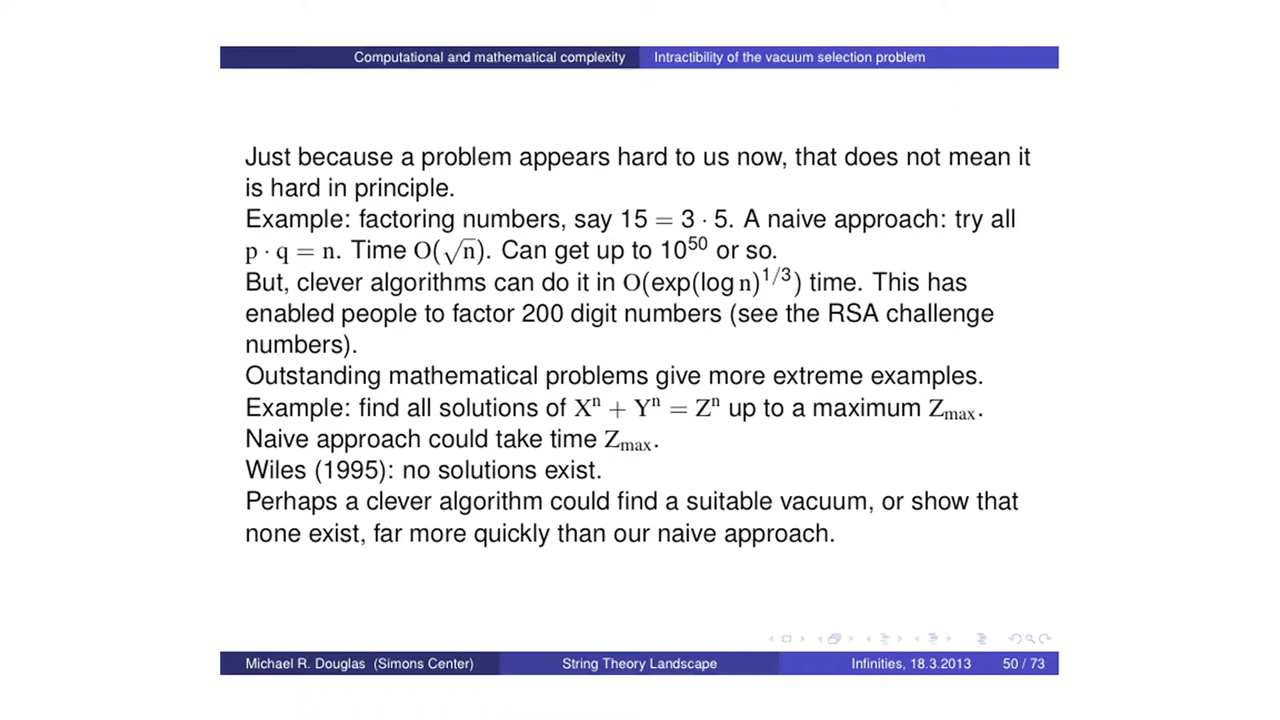 Computational and mathematical complexity Intractibility of the vacuum selection problem
Just because a problem appears hard to us now, that does not mean it
is hard in principle.
Example: factoring numbers, say 15 = 3 · 5. A naive approach: try all
p · q = n. Time O(√n). Can get up to 10^50 or so.
But, clever algorithms can do it in O(exp(log n)^1/3) time. This has
enabled people to factor 200 digit numbers (see the RSA challenge
numbers).
Outstanding mathematical problems give more extreme examples.
Example: find all solutions of X^n + Y^n = Z^n up to a maximum Z_max.
Naive approach could take time Z_max.
Wiles (1995): no solutions exist.
Perhaps a clever algorithm could find a suitable vacuum, or show that
none exist, far more quickly than our naive approach.
Michael R. Douglas (Simons Center) String Theory Landscape Infinities, 18.3.2013 50 / 73